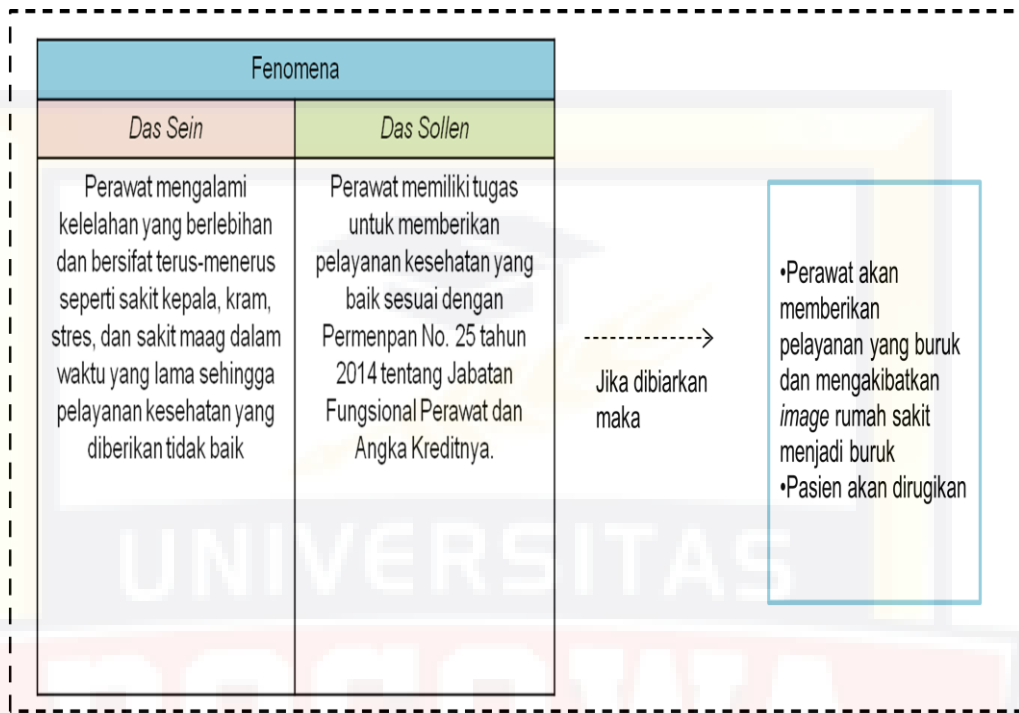 Fenomena
Das Sein
Das Sollen
Perawat mengalami
kelelahan yang berlebihan
dan bersifat terus-menerus
seperti sakit kepala, kram,
stres, dan sakit maag dalam
waktu yang lama sehingga
pelayanan kesehatan yang
diberikan tidak baik
Perawat memiliki tugas
untuk memberikan
pelayanan kesehatan yang
baik sesuai dengan
Permenpan No. 25 tahun
2014 tentang Jabatan
Fungsional Perawat dan
Angka Kreditnya.
Jika dibiarkan
maka
•Perawat akan
memberikan
pelayanan yang buruk
dan mengakibatkan
image rumah sakit
menjadi buruk
•Pasien akan dirugikan
UNIVERSITAS
BOSOWA